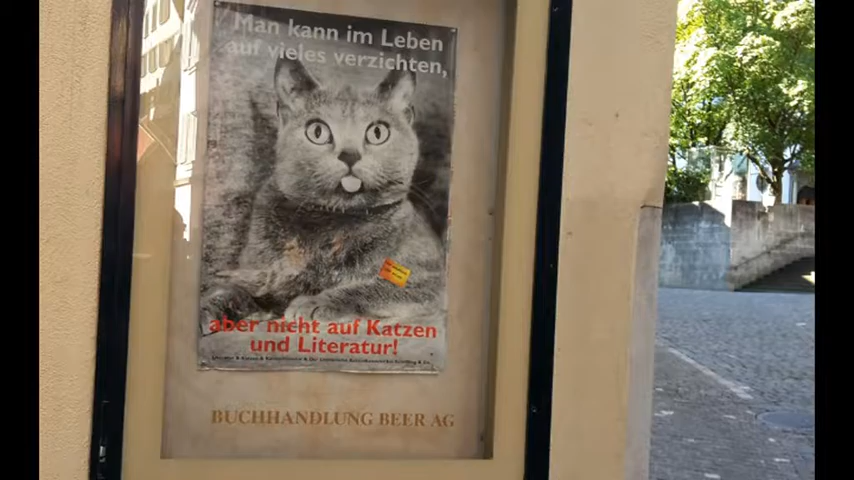 Man kann im Leben
auf vieles verzichten,
aber nicht auf Katzen
und Literatur!
BUCHHANDLUNG BEER AG